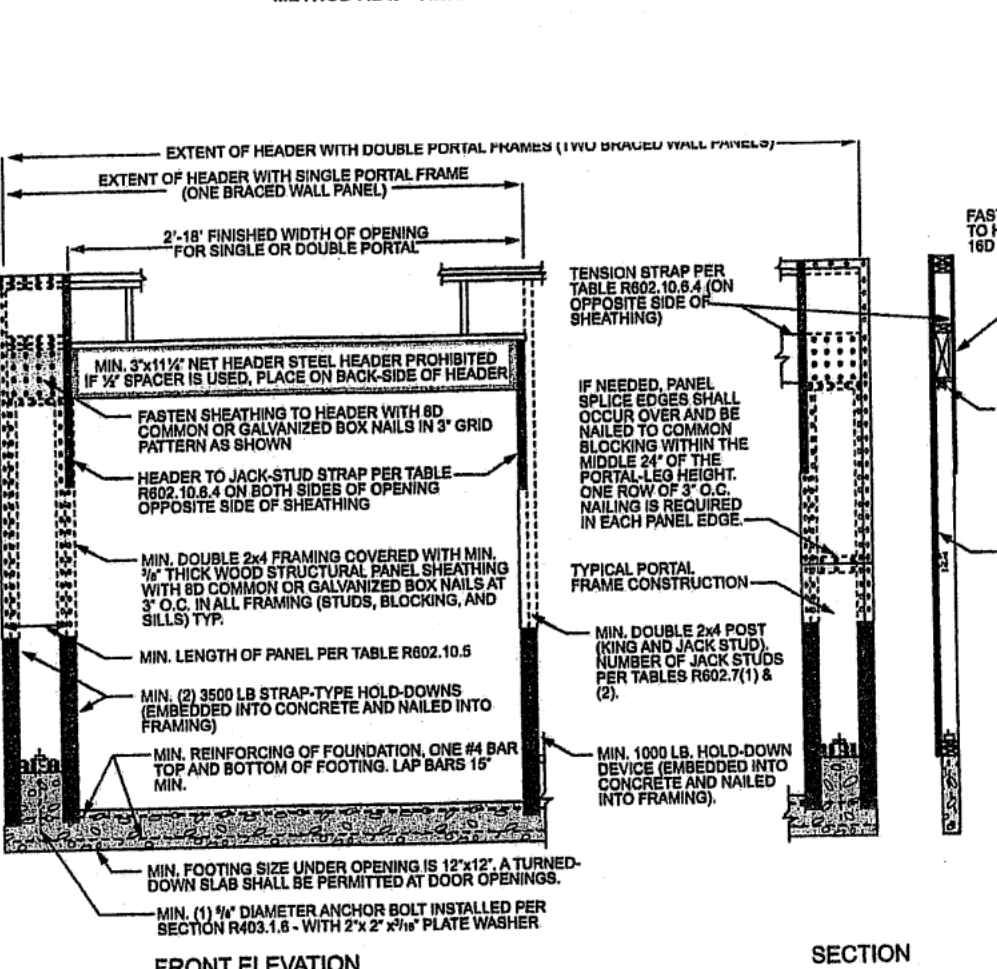 EXTENT OF HEADER WITH DOUBLE PORTAL FRAMES (TWO BRACED WALL PANELS)
EXTENT OF HEADER WITH SINGLE PORTAL FRAME
(ONE BRACED WALL PANEL)
2'-18' FINISHED WIDTH OF OPENING
FOR SINGLE OR DOUBLE PORTAL
MIN. 3"x11¼" NET HEADER STEEL HEADER PROHIBITED
IF ½" SPACER IS USED, PLACE ON BACK-SIDE OF HEADER
FASTEN SHEATHING TO HEADER WITH 8D
COMMON OR GALVANIZED BOX NAILS IN 3" GRID
PATTERN AS SHOWN
HEADER TO JACK-STUD STRAP PER TABLE
R602.10.6.4 ON BOTH SIDES OF OPENING
OPPOSITE SIDE OF SHEATHING
MIN. DOUBLE 2x4 FRAMING COVERED WITH MIN.
3/8" THICK WOOD STRUCTURAL PANEL SHEATHING
WITH 8D COMMON OR GALVANIZED BOX NAILS AT
3" O.C. IN ALL FRAMING (STUDS, BLOCKING, AND
SILLS) TYP.
MIN. LENGTH OF PANEL PER TABLE R602.10.5
MIN. (2) 3500 LB STRAP-TYPE HOLD-DOWNS
(EMBEDDED INTO CONCRETE AND NAILED INTO
FRAMING)
MIN. REINFORCING OF FOUNDATION, ONE #4 BAR
TOP AND BOTTOM OF FOOTING. LAP BARS 15"
MIN.
MIN. FOOTING SIZE UNDER OPENING IS 12"x12". A TURNED-
DOWN SLAB SHALL BE PERMITTED AT DOOR OPENINGS.
MIN. (1) 5/8" DIAMETER ANCHOR BOLT INSTALLED PER
SECTION R403.1.6 - WITH 2"x 2" x3/16" PLATE WASHER
FRONT ELEVATION
TENSION STRAP PER
TABLE R602.10.6.4 (ON
OPPOSITE SIDE OF
SHEATHING)
IF NEEDED, PANEL
SPLICE EDGES SHALL
OCCUR OVER AND BE
NAILED TO COMMON
BLOCKING WITHIN THE
MIDDLE 24" OF THE
PORTAL-LEG HEIGHT.
ONE ROW OF 3" O.C.
NAILING IS REQUIRED
IN EACH PANEL EDGE.
TYPICAL PORTAL
FRAME CONSTRUCTION
MIN. DOUBLE 2x4 POST
(KING AND JACK STUD).
NUMBER OF JACK STUDS
PER TABLES R602.7(1) &
(2).
MIN. 1000 LB. HOLD-DOWN
DEVICE (EMBEDDED INTO
CONCRETE AND NAILED
INTO FRAMING).
TO
16D
SECTION